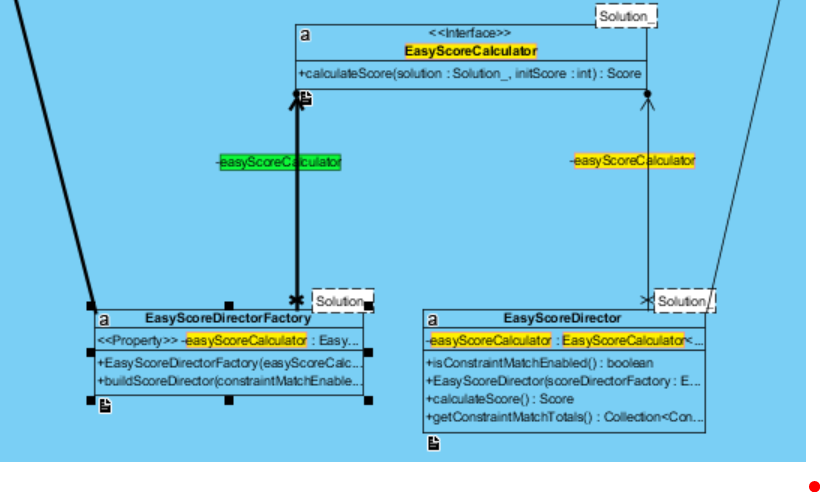 Solution_
a
<<Interface>>
EasyScoreCalculator
+calculateScore(solution : Solution_, initScore : int) : Score
-easyScoreCalculator
-easyScoreCalculator
Solution_
Solution_
a
EasyScoreDirectorFactory
<<Property>> -easyScoreCalculator : Easy...
+EasyScoreDirectorFactory(easyScoreCalc...
+buildScoreDirector(constraintMatchEnable...
a
EasyScoreDirector
-easyScoreCalculator : EasyScoreCalculator<...
+isConstraintMatchEnabled() : boolean
+EasyScoreDirector(scoreDirectorFactory : E...
+calculateScore() : Score
+getConstraintMatchTotals() : Collection<Con...